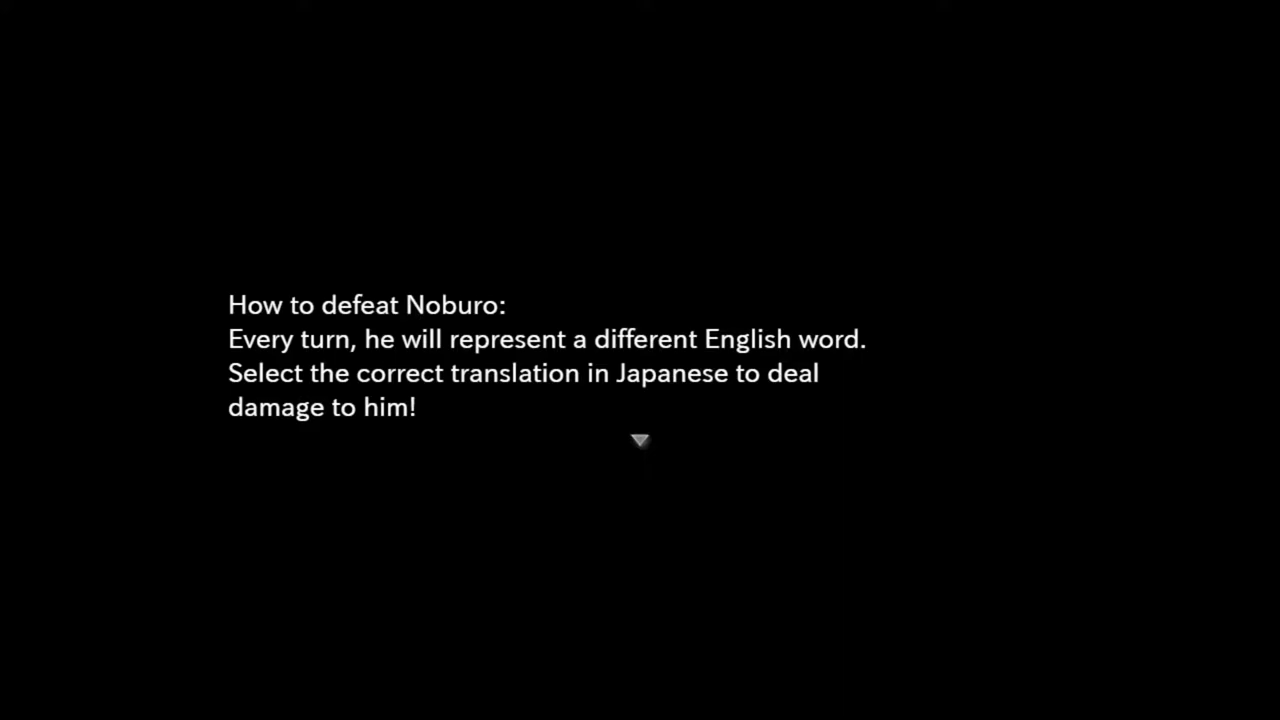 How to defeat Noburo:
Every turn, he will represent a different English word.
Select the correct translation in Japanese to deal
damage to him!